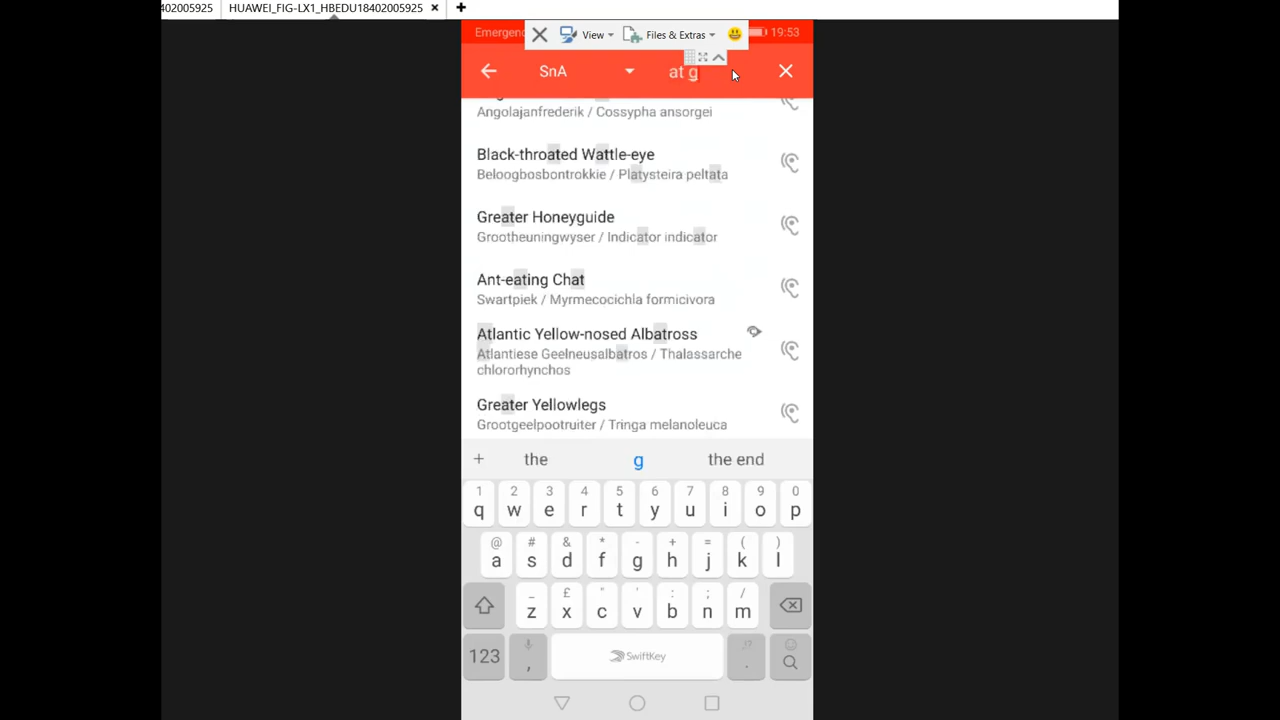 402005925
HUAWEI_FIG-LX1_HBEDU18402005925
Emergenc
View
Files & Extras
19:53
SnA
at g
Angolajanfrederik / Cossypha ansorgei
Black-throated Wattle-eye
Beloogbosbontrokkie / Platysteira peltata
Greater Honeyguide
Grootheuningwyser / Indicator indicator
Ant-eating Chat
Swartpiek / Myrmecocichla formicivora
Atlantic Yellow-nosed Albatross
Atlantiese Geelneusalbatros / Thalassarche
chlororhynchos
Greater Yellowlegs
Grootgeelpootruiter / Tringa melanoleuca
+ the g the end
1 2 3 4 5 6 7 8 9 0
q w e r t y u i o p
@ # & * - + = ( )
a s d f g h j k l
_ £ " ' : ; /
z x c v b n m
123 , SwiftKey .